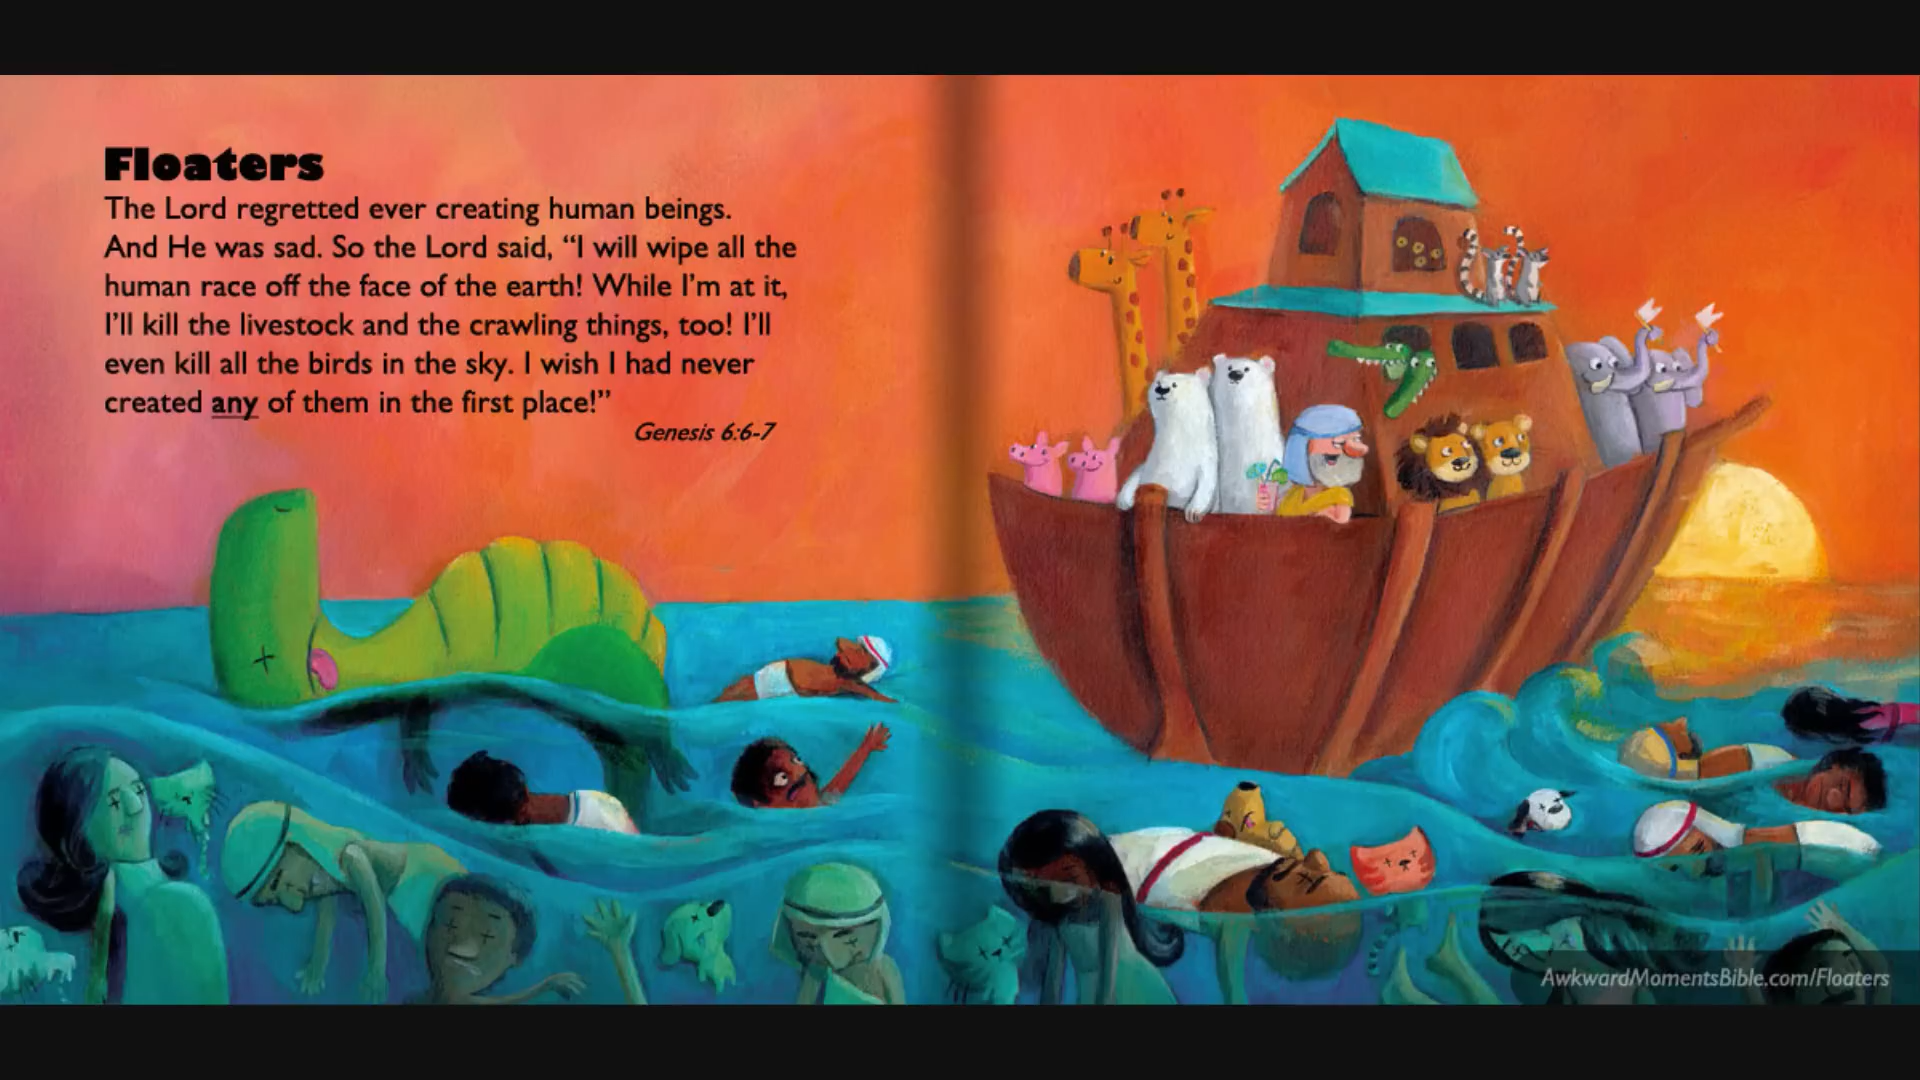 Floaters
The Lord regretted ever creating human beings.
And He was sad. So the Lord said, “I will wipe all the
human race off the face of the earth! While I’m at it,
I’ll kill the livestock and the crawling things, too! I’ll
even kill all the birds in the sky. I wish I had never
created any of them in the first place!”
Genesis 6:6-7
AwkwardMomentsBible.com/Floaters